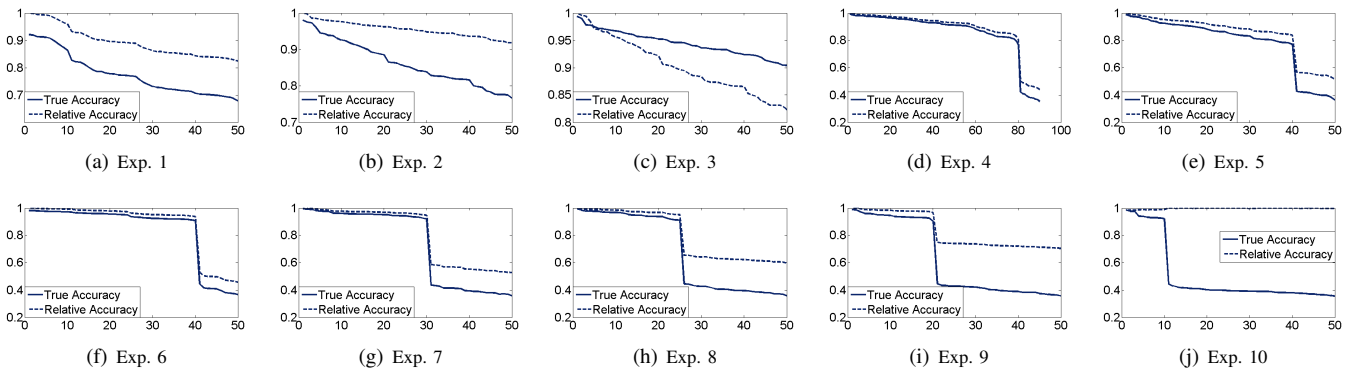 1
0.9
0.8
0.7
0 10 20 30 40 50
True Accuracy
Relative Accuracy
(a) Exp. 1
1
0.9
0.8
0.7
0 10 20 30 40 50
True Accuracy
Relative Accuracy
(b) Exp. 2
1
0.95
0.9
0.85
0.8
0 10 20 30 40 50
True Accuracy
Relative Accuracy
(c) Exp. 3
1
0.8
0.6
0.4
0.2
0 20 40 60 80 100
True Accuracy
Relative Accuracy
(d) Exp. 4
1
0.8
0.6
0.4
0.2
0 10 20 30 40 50
True Accuracy
Relative Accuracy
(e) Exp. 5
1
0.8
0.6
0.4
0.2
0 10 20 30 40 50
True Accuracy
Relative Accuracy
(f) Exp. 6
1
0.8
0.6
0.4
0.2
0 10 20 30 40 50
True Accuracy
Relative Accuracy
(g) Exp. 7
1
0.8
0.6
0.4
0.2
0 10 20 30 40 50
True Accuracy
Relative Accuracy
(h) Exp. 8
1
0.8
0.6
0.4
0.2
0 10 20 30 40 50
True Accuracy
Relative Accuracy
(i) Exp. 9
1
0.8
0.6
0.4
0.2
0 10 20 30 40 50
True Accuracy
Relative Accuracy
(j) Exp. 10